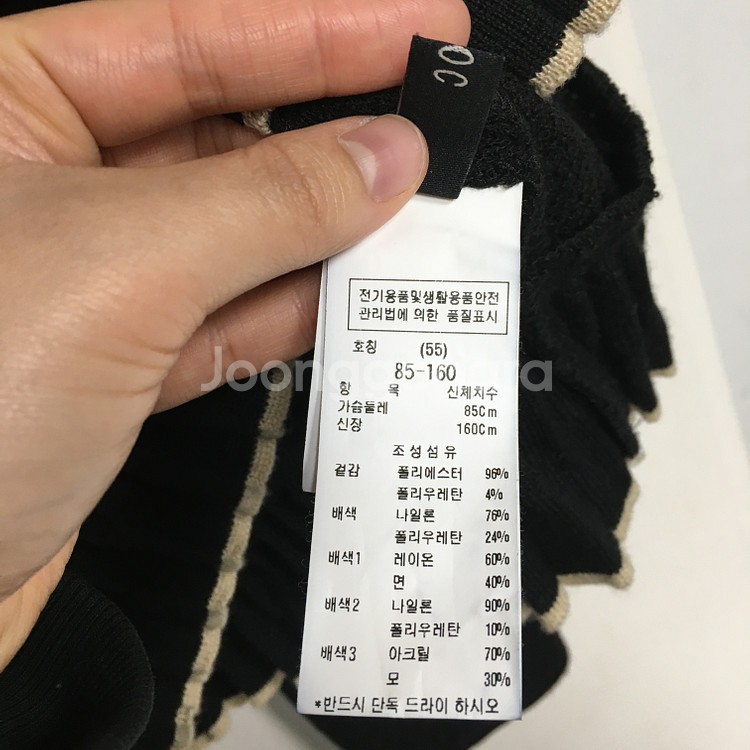 OC
전기용품및생활용품안전
관리법에 의한 품질표시
호칭 (55)
85-160
항 목 신체치수
가슴둘레 85Cm
신장 160Cm
조성섬유
겉감 폴리에스터 96%
폴리우레탄 4%
배색 나일론 76%
폴리우레탄 24%
배색1 레이온 60%
면 40%
배색2 나일론 90%
폴리우레탄 10%
배색3 아크릴 70%
모 30%
*반드시 단독 드라이 하시오